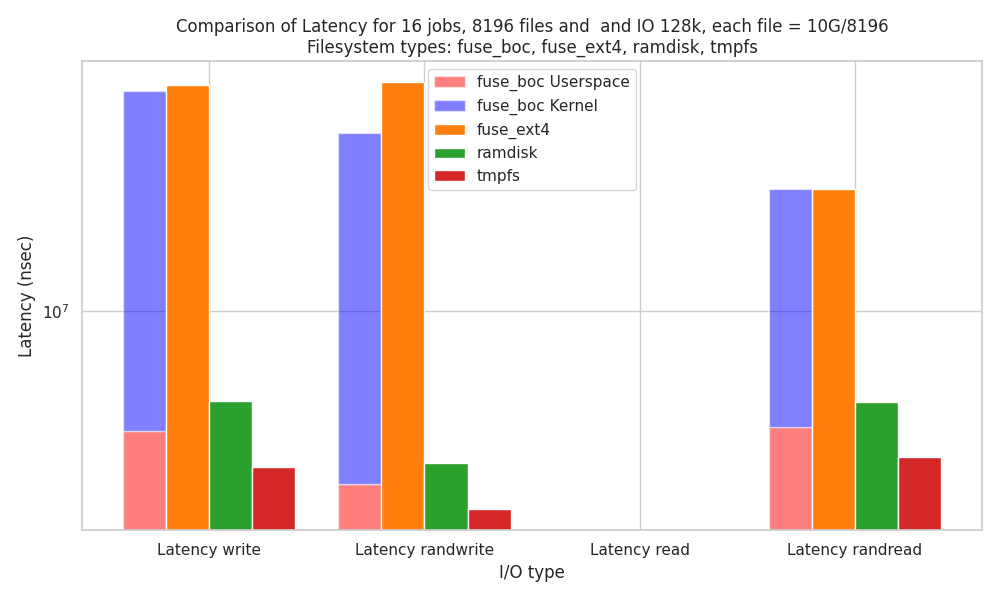 Comparison of Latency for 16 jobs, 8196 files and  and IO 128k, each file = 10G/8196
Filesystem types: fuse_boc, fuse_ext4, ramdisk, tmpfs
fuse_boc Userspace
fuse_boc Kernel
fuse_ext4
ramdisk
tmpfs
Latency (nsec)
10⁷
Latency write
Latency randwrite
Latency read
Latency randread
I/O type